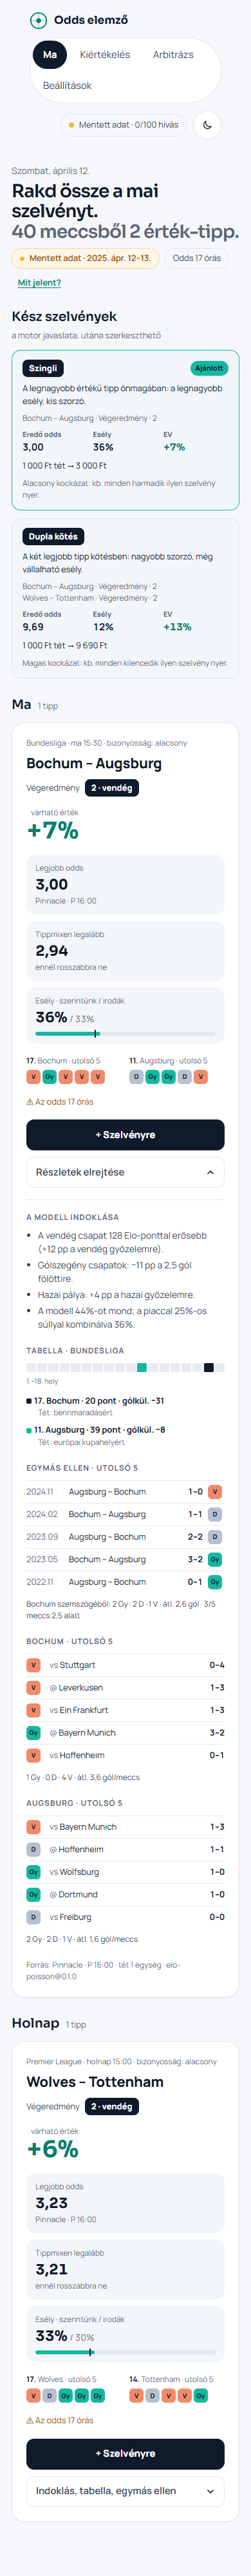 Odds elemző
Ma
Kiértékelés
Arbitrázs
Beállítások
Mentett adat · 0/100 hívás
Szombat, április 12.
Rakd össze a mai
szelvényt.
40 meccsből 2 érték-tipp.
Mentett adat · 2025. ápr. 12–13.
Odds 17 órás
Mit jelent?
Kész szelvények
a motor javaslata, utána szerkeszthető
Szingli
Ajánlott
A legnagyobb értékű tipp önmagában: a legnagyobb
esély, kis szorzó.
Bochum – Augsburg · Végeredmény · 2
Eredő odds
Esély
EV
3,00
36%
+7%
1 000 Ft tét → 3 000 Ft
Alacsony kockázat: kb. minden harmadik ilyen szelvény
nyer.
Dupla kötés
A két legjobb tipp kötésben: nagyobb szorzó, még
vállalható esély.
Bochum – Augsburg · Végeredmény · 2
Wolves – Tottenham · Végeredmény · 2
Eredő odds
Esély
EV
9,69
12%
+13%
1 000 Ft tét → 9 690 Ft
Magas kockázat: kb. minden kilencedik ilyen szelvény nyer.
Ma 1 tipp
Bundesliga · ma 15:30 · bizonyosság: alacsony
Bochum – Augsburg
Végeredmény 2 · vendég
várható érték
+7%
Legjobb odds
3,00
Pinnacle · P 16:00
Tippmixen legalább
2,94
ennél rosszabbra ne
Esély · szerintünk / irodák
36% / 33%
17. Bochum · utolsó 5
11. Augsburg · utolsó 5
V Gy V V V
D Gy Gy D V
⚠ Az odds 17 órás
+ Szelvényre
Részletek elrejtése
A MODELL INDOKLÁSA
• A vendég csapat 128 Elo-ponttal erősebb
(+12 pp a vendég győzelemre).
• Gólszegény csapatok: −11 pp a 2,5 gól
fölöttire.
• Hazai pálya: +4 pp a hazai győzelemre.
• A modell 44%-ot mond; a piaccal 25%-os
súllyal kombinálva 36%.
TABELLA · BUNDESLIGA
1.–18. hely
17. Bochum · 20 pont · gólkül. −31
Tét: bennmaradásért
11. Augsburg · 39 pont · gólkül. −8
Tét: európai kupahelyért
EGYMÁS ELLEN · UTOLSÓ 5
2024.11 Augsburg – Bochum 1–0 V
2024.02 Bochum – Augsburg 1–1 D
2023.09 Augsburg – Bochum 2–2 D
2023.05 Bochum – Augsburg 3–2 Gy
2022.11 Augsburg – Bochum 0–1 Gy
Bochum szemszögéből: 2 Gy · 2 D · 1 V · átl. 2,6 gól · 3/5
meccs 2,5 alatt
BOCHUM · UTOLSÓ 5
V vs Stuttgart 0–4
V @ Leverkusen 1–3
V vs Ein Frankfurt 1–3
Gy @ Bayern Munich 3–2
V vs Hoffenheim 0–1
1 Gy · 0 D · 4 V · átl. 3,6 gól/meccs
AUGSBURG · UTOLSÓ 5
V vs Bayern Munich 1–3
D @ Hoffenheim 1–1
Gy vs Wolfsburg 1–0
Gy @ Dortmund 1–0
D vs Freiburg 0–0
2 Gy · 2 D · 1 V · átl. 1,6 gól/meccs
Forrás: Pinnacle · P 16:00 · tét 1 egység · elo-
poisson@0.1.0
Holnap 1 tipp
Premier League · holnap 15:00 · bizonyosság: alacsony
Wolves – Tottenham
Végeredmény 2 · vendég
várható érték
+6%
Legjobb odds
3,23
Pinnacle · P 16:00
Tippmixen legalább
3,21
ennél rosszabbra ne
Esély · szerintünk / irodák
33% / 30%
17. Wolves · utolsó 5
14. Tottenham · utolsó 5
V D Gy Gy Gy
V D V V Gy
⚠ Az odds 17 órás
+ Szelvényre
Indoklás, tabella, egymás ellen